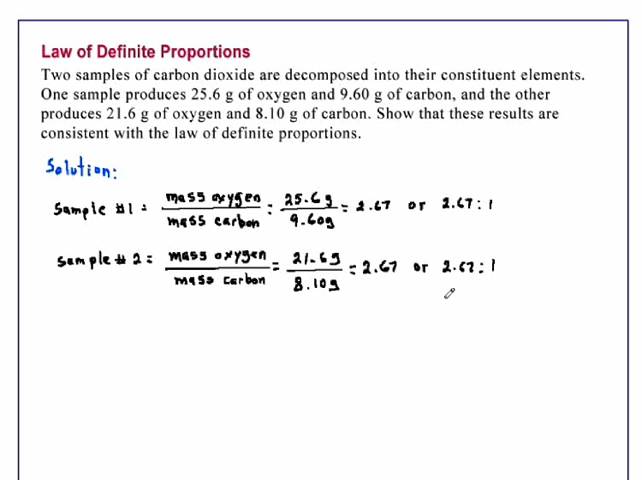 Law of Definite Proportions
Two samples of carbon dioxide are decomposed into their constituent elements.
One sample produces 25.6 g of oxygen and 9.60 g of carbon, and the other
produces 21.6 g of oxygen and 8.10 g of carbon. Show that these results are
consistent with the law of definite proportions.
Solution:
Sample #1 = mass oxygen / mass carbon = 25.6g / 9.60g = 2.67 or 2.67 : 1
Sample # 2 = mass oxygen / mass carbon = 21.6g / 8.10g = 2.67 or 2.67 : 1